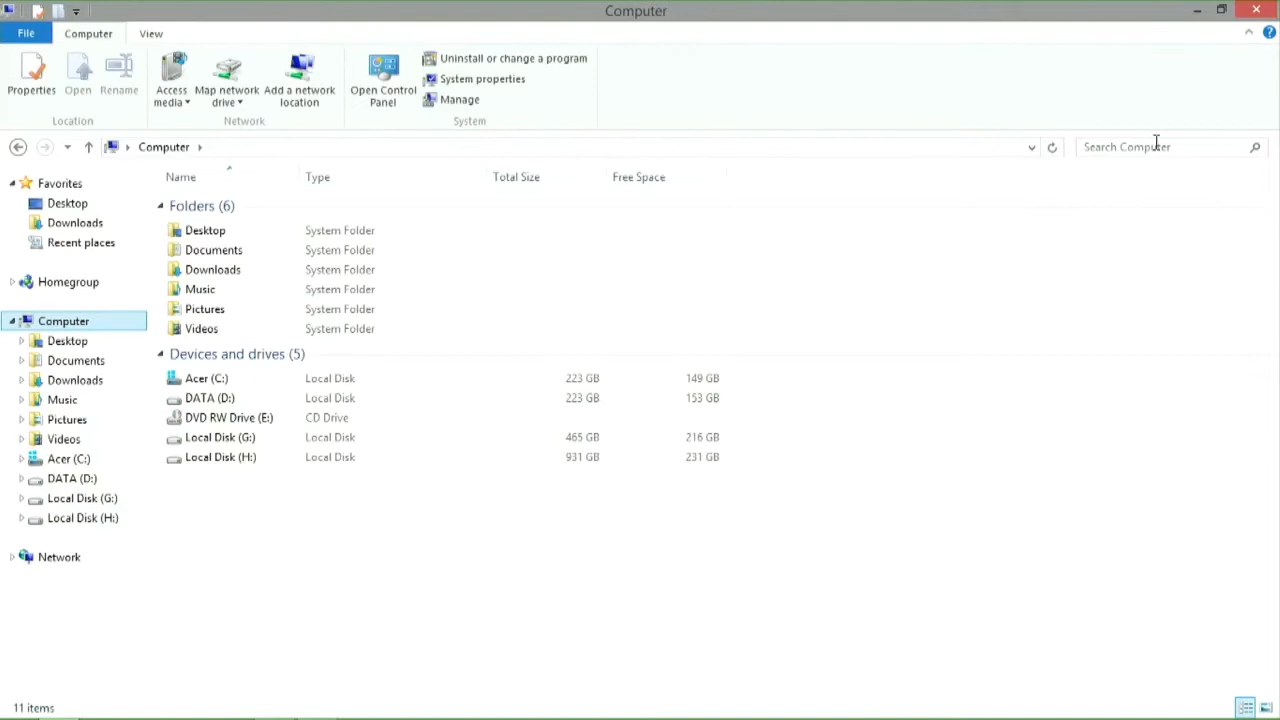 Computer
File Computer View
Properties Open Rename Access media Map network drive Add a network location Open Control Panel
Uninstall or change a program
System properties
Manage
Location Network System
Computer
Search Computer
Name Type Total Size Free Space
Favorites
Desktop
Downloads
Recent places
Homegroup
Computer
Desktop
Documents
Downloads
Music
Pictures
Videos
Acer (C:)
DATA (D:)
Local Disk (G:)
Local Disk (H:)
Network
Folders (6)
Desktop System Folder
Documents System Folder
Downloads System Folder
Music System Folder
Pictures System Folder
Videos System Folder
Devices and drives (5)
Acer (C:) Local Disk 223 GB 149 GB
DATA (D:) Local Disk 223 GB 153 GB
DVD RW Drive (E:) CD Drive
Local Disk (G:) Local Disk 465 GB 216 GB
Local Disk (H:) Local Disk 931 GB 231 GB
11 items